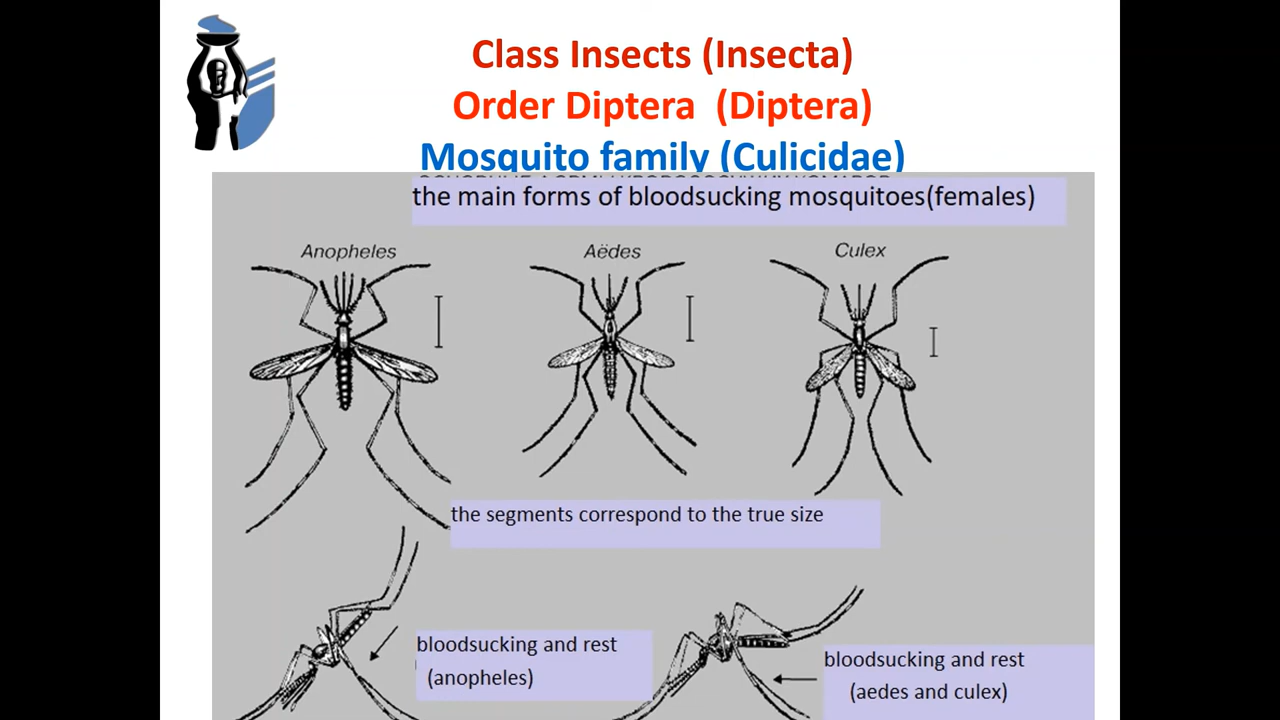 Class Insects (Insecta)
Order Diptera (Diptera)
Mosquito family (Culicidae)
the main forms of bloodsucking mosquitoes(females)
Anopheles
Aëdes
Culex
the segments correspond to the true size
bloodsucking and rest
(anopheles)
bloodsucking and rest
(aedes and culex)